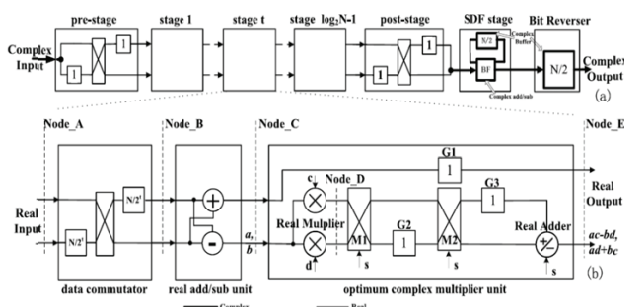 pre-stage stage 1 stage t stage log₂N-1 post-stage SDF stage Bit Reverser
Complex Buffer
Complex Input
1
1
1
1
N/2
BF
N/2
Complex Output
Complex add/sub
(a)
Node_A Node_B Node_C Node_E
G1
1
Real Output
c
Node_D
G3
N/2ᵗ
1
Real Input
Real Muplier
G2
Real Adder
N/2ᵗ
a, b
M1
1
M2
ac-bd, ad+bc
d
s
s
s
(b)
data commutator real add/sub unit optimum complex multiplier unit
Complex Real